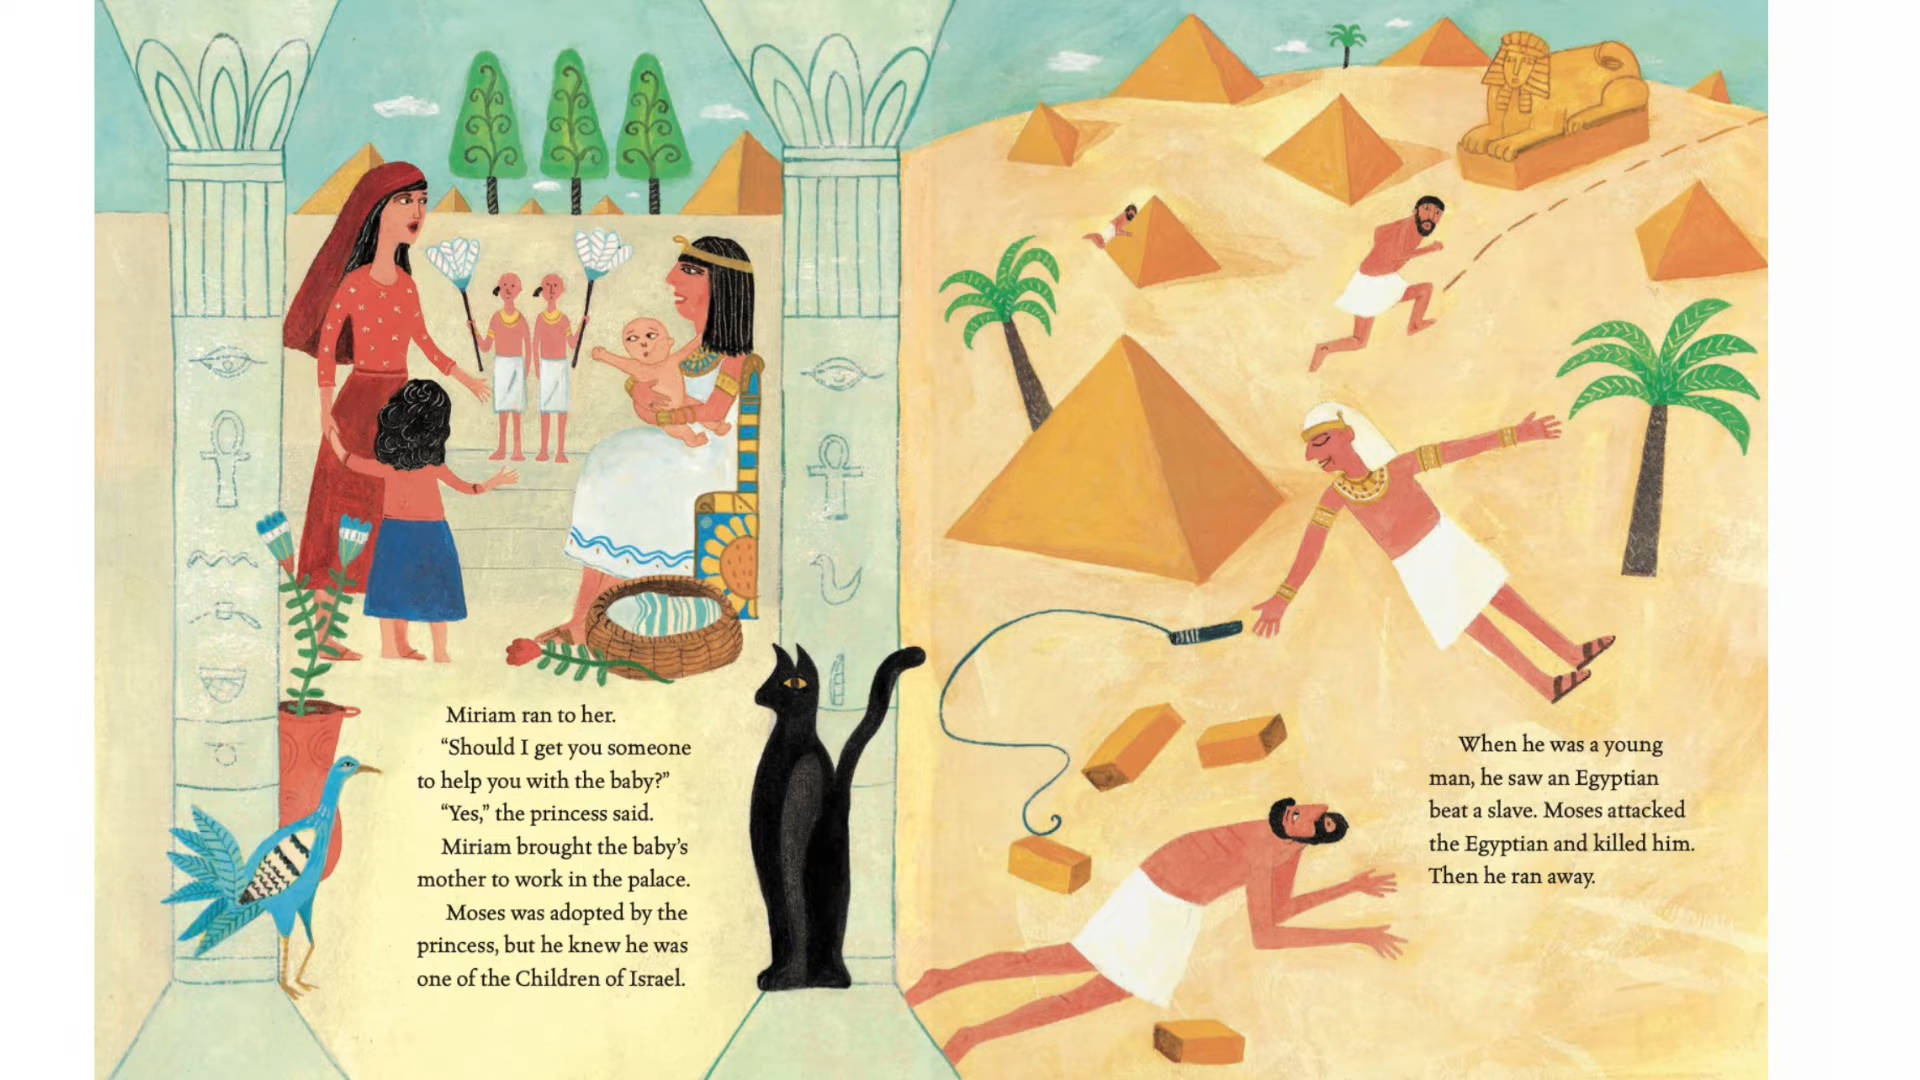 Miriam ran to her.
“Should I get you someone
to help you with the baby?”
“Yes,” the princess said.
Miriam brought the baby’s
mother to work in the palace.
Moses was adopted by the
princess, but he knew he was
one of the Children of Israel.
When he was a young
man, he saw an Egyptian
beat a slave. Moses attacked
the Egyptian and killed him.
Then he ran away.